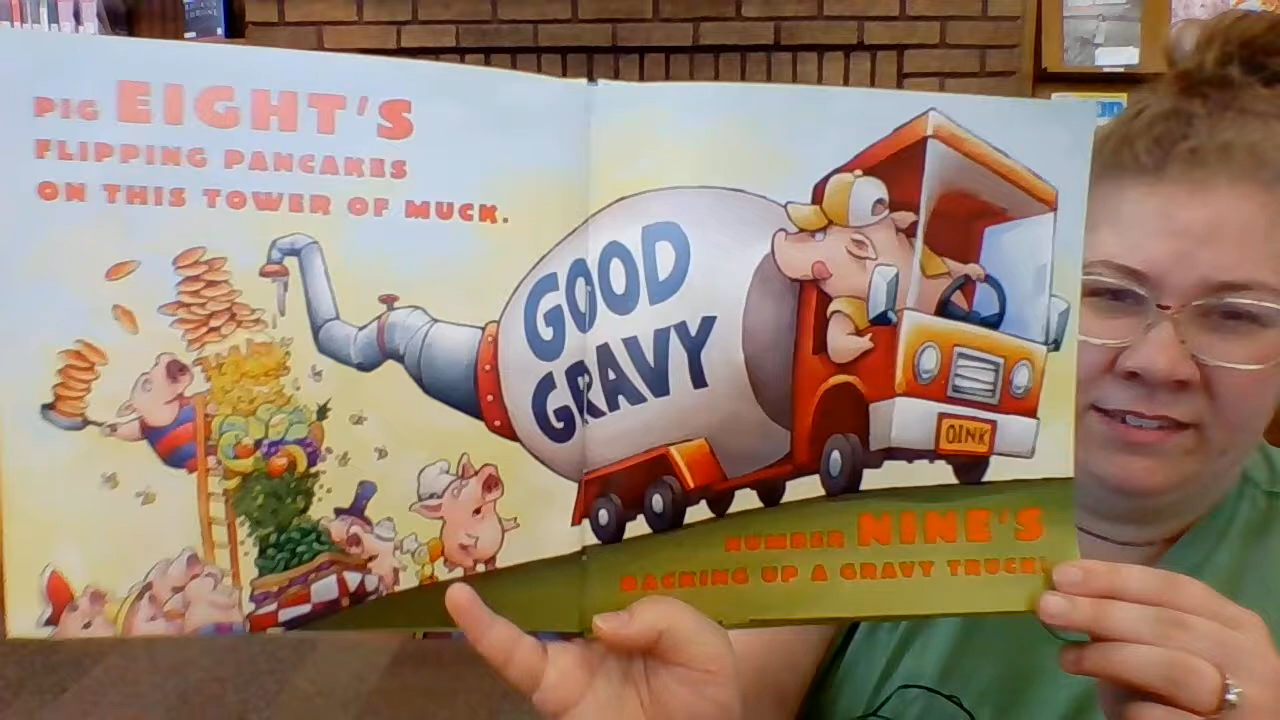 PIG EIGHT'S
FLIPPING PANCAKES
ON THIS TOWER OF MUCK.
GOOD
GRAVY
OINK
NUMBER NINE'S
BACKING UP A GRAVY TRUCK!